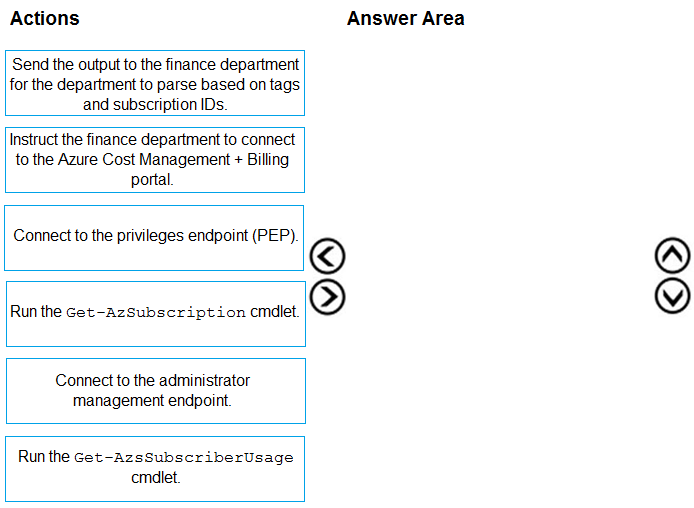 Actions
Answer Area
Send the output to the finance department
for the department to parse based on tags
and subscription IDs.
Instruct the finance department to connect
to the Azure Cost Management + Billing
portal.
Connect to the privileges endpoint (PEP).
Run the Get-AzSubscription cmdlet.
Connect to the administrator
management endpoint.
Run the Get-AzsSubscriberUsage
cmdlet.